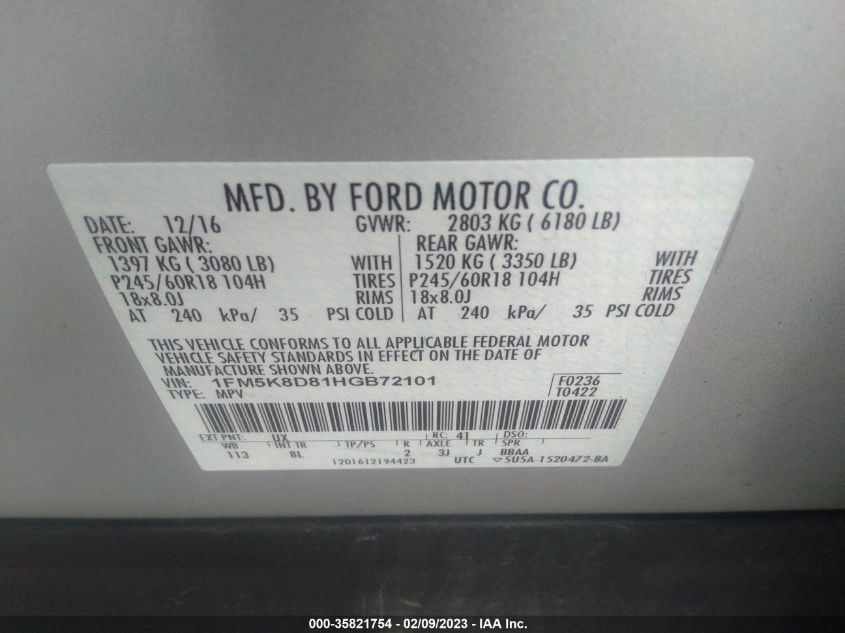 MFD. BY FORD MOTOR CO.
DATE: 12/16 GVWR: 2803 KG ( 6180 LB)
FRONT GAWR: REAR GAWR:
1397 KG ( 3080 LB) WITH 1520 KG ( 3350 LB) WITH
P245/60R18 104H TIRES P245/60R18 104H TIRES
18x8.0J RIMS 18x8.0J RIMS
AT 240 kPa/ 35 PSI COLD AT 240 kPa/ 35 PSI COLD
THIS VEHICLE CONFORMS TO ALL APPLICABLE FEDERAL MOTOR
VEHICLE SAFETY STANDARDS IN EFFECT ON THE DATE OF
MANUFACTURE SHOWN ABOVE.
VIN: 1FM5K8D81HGB72101 F0236
TYPE: MPV T0422
EXT PNT: UX RC: 41 DSO:
WB INT TR TP/PS R AXLE TR SPR
113 8L 2 3J J BBAA
1201612194423 UTC ▽5U5A-1520472-BA
000-35821754 - 02/09/2023 - IAA Inc.